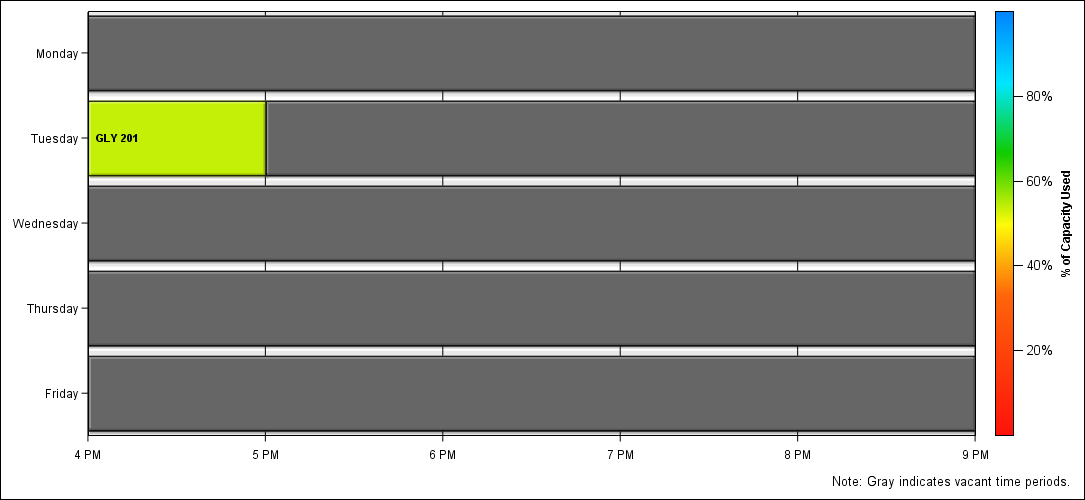 Monday
Tuesday
GLY 201
Wednesday
Thursday
Friday
4 PM 5 PM 6 PM 7 PM 8 PM 9 PM
80%
60%
40%
20%
% of Capacity Used
Note: Gray indicates vacant time periods.